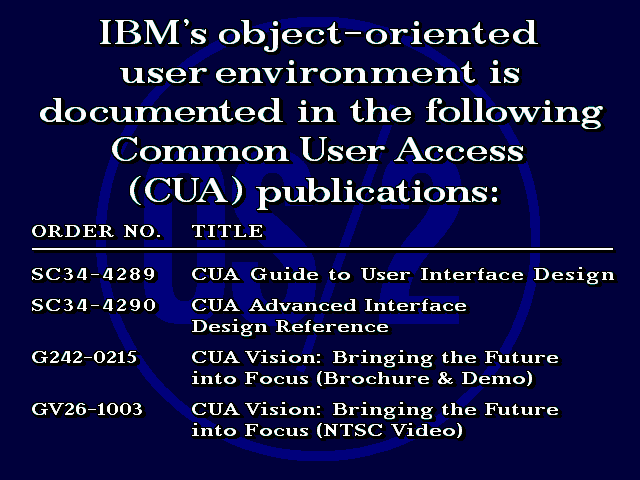 IBM's object-oriented
user environment is
documented in the following
Common User Access
(CUA) publications:
ORDER NO. TITLE
SC34-4289 CUA Guide to User Interface Design
SC34-4290 CUA Advanced Interface
Design Reference
G242-0215 CUA Vision: Bringing the Future
into Focus (Brochure & Demo)
GV26-1003 CUA Vision: Bringing the Future
into Focus (NTSC Video)
OS/2